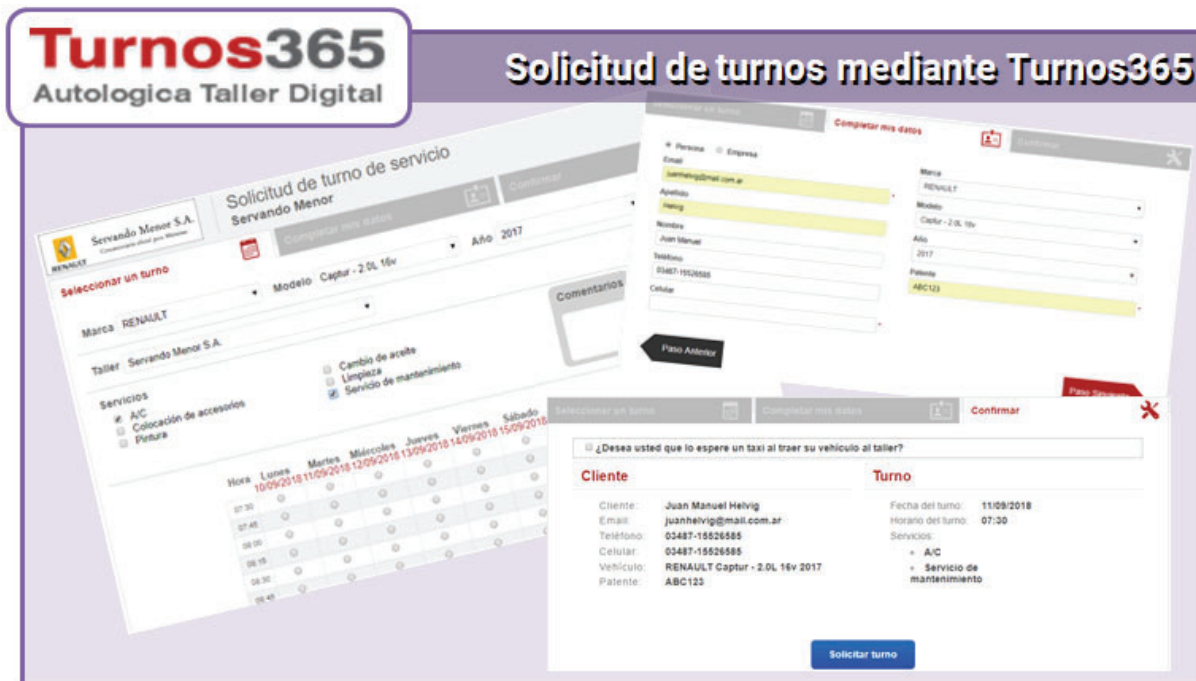 Turnos365
Autologica Taller Digital
Solicitud de turnos mediante Turnos365
RENAULT
Servando Menor S.A.
Solicitud de turno de servicio
Servando Menor
Seleccionar un turno
Completar mis datos
Confirmar
Marca RENAULT
Modelo Captur - 2.0L 16v
Año 2017
Taller Servando Menor S.A.
Comentarios
Servicios
A/C
Colocación de accesorios
Pintura
Cambio de aceite
Limpieza
Servicio de mantenimiento
Hora Lunes Martes Miércoles Jueves Viernes Sábado
10/09/2018 11/09/2018 12/09/2018 13/09/2018 14/09/2018 15/09/2018
07:30
07:45
08:00
08:15
08:30
08:45
Seleccionar un turno
Completar mis datos
Confirmar
Persona Empresa
Email
juanhelvig@mail.com.ar
Apellido
Helvig
Nombre
Juan Manuel
Teléfono
03487-15526585
Celular
Marca
RENAULT
Modelo
Captur - 2.0L 16v
Año
2017
Patente
ABC123
Paso Anterior
Seleccionar un turno
Completar mis datos
Confirmar
¿Desea usted que lo espere un taxi al traer su vehículo al taller?
Cliente
Cliente: Juan Manuel Helvig
Email: juanhelvig@mail.com.ar
Teléfono: 03487-15526585
Celular: 03487-15526585
Vehículo: RENAULT Captur - 2.0L 16v 2017
Patente: ABC123
Turno
Fecha del turno: 11/09/2018
Horario del turno: 07:30
Servicios:
A/C
Servicio de
mantenimiento
Solicitar turno